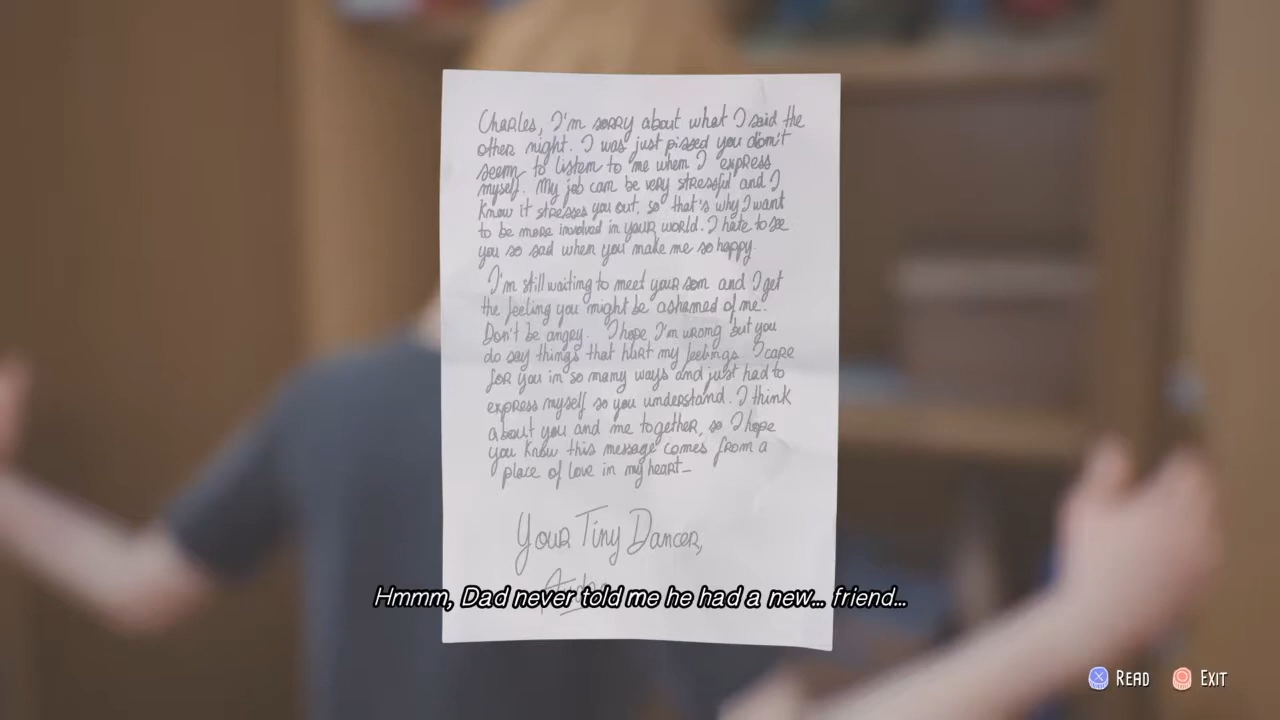 Charles, I'm sorry about what I said the
other night. I was just pissed you don't
seem to listen to me when I express
myself. My job can be very stressful and I
know it stresses you out, so that's why I want
to be more involved in your world. I hate to see
you so sad when you make me so happy.
I'm still waiting to meet your son and I get
the feeling you might be ashamed of me.
Don't be angry. I hope I'm wrong but you
do say things that hurt my feelings. I care
for you in so many ways and just had to
express myself so you understand. I think
about you and me together, so I hope
you know this message comes from a
place of love in my heart—
Your Tiny Dancer,
Hmmm, Dad never told me he had a new... friend...
READ
EXIT